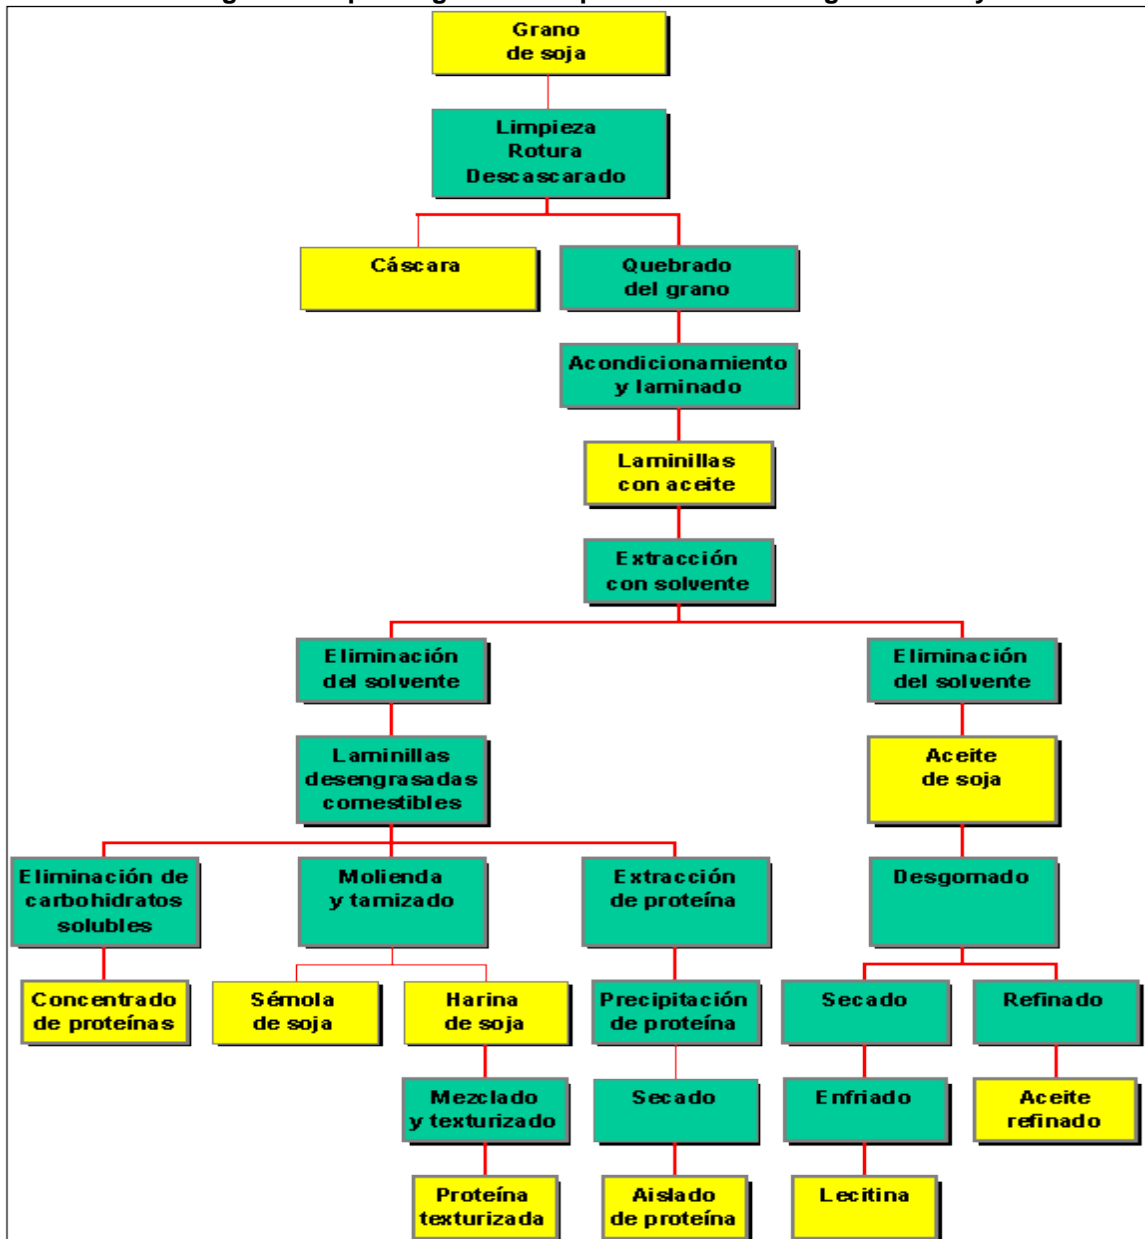 Grano
de soja
Limpieza
Rotura
Descascarado
Cáscara
Quebrado
del grano
Acondicionamiento
y laminado
Laminillas
con aceite
Extracción
con solvente
Eliminación
del solvente
Eliminación
del solvente
Laminillas
desengrasadas
comestibles
Aceite
de soja
Eliminación de
carbohidratos
solubles
Molienda
y tamizado
Extracción
de proteína
Desgomado
Concentrado
de proteínas
Sémola
de soja
Harina
de soja
Precipitación
de proteína
Secado
Refinado
Mezclado
y texturizado
Secado
Enfriado
Aceite
refinado
Proteína
texturizada
Aislado
de proteína
Lecitina